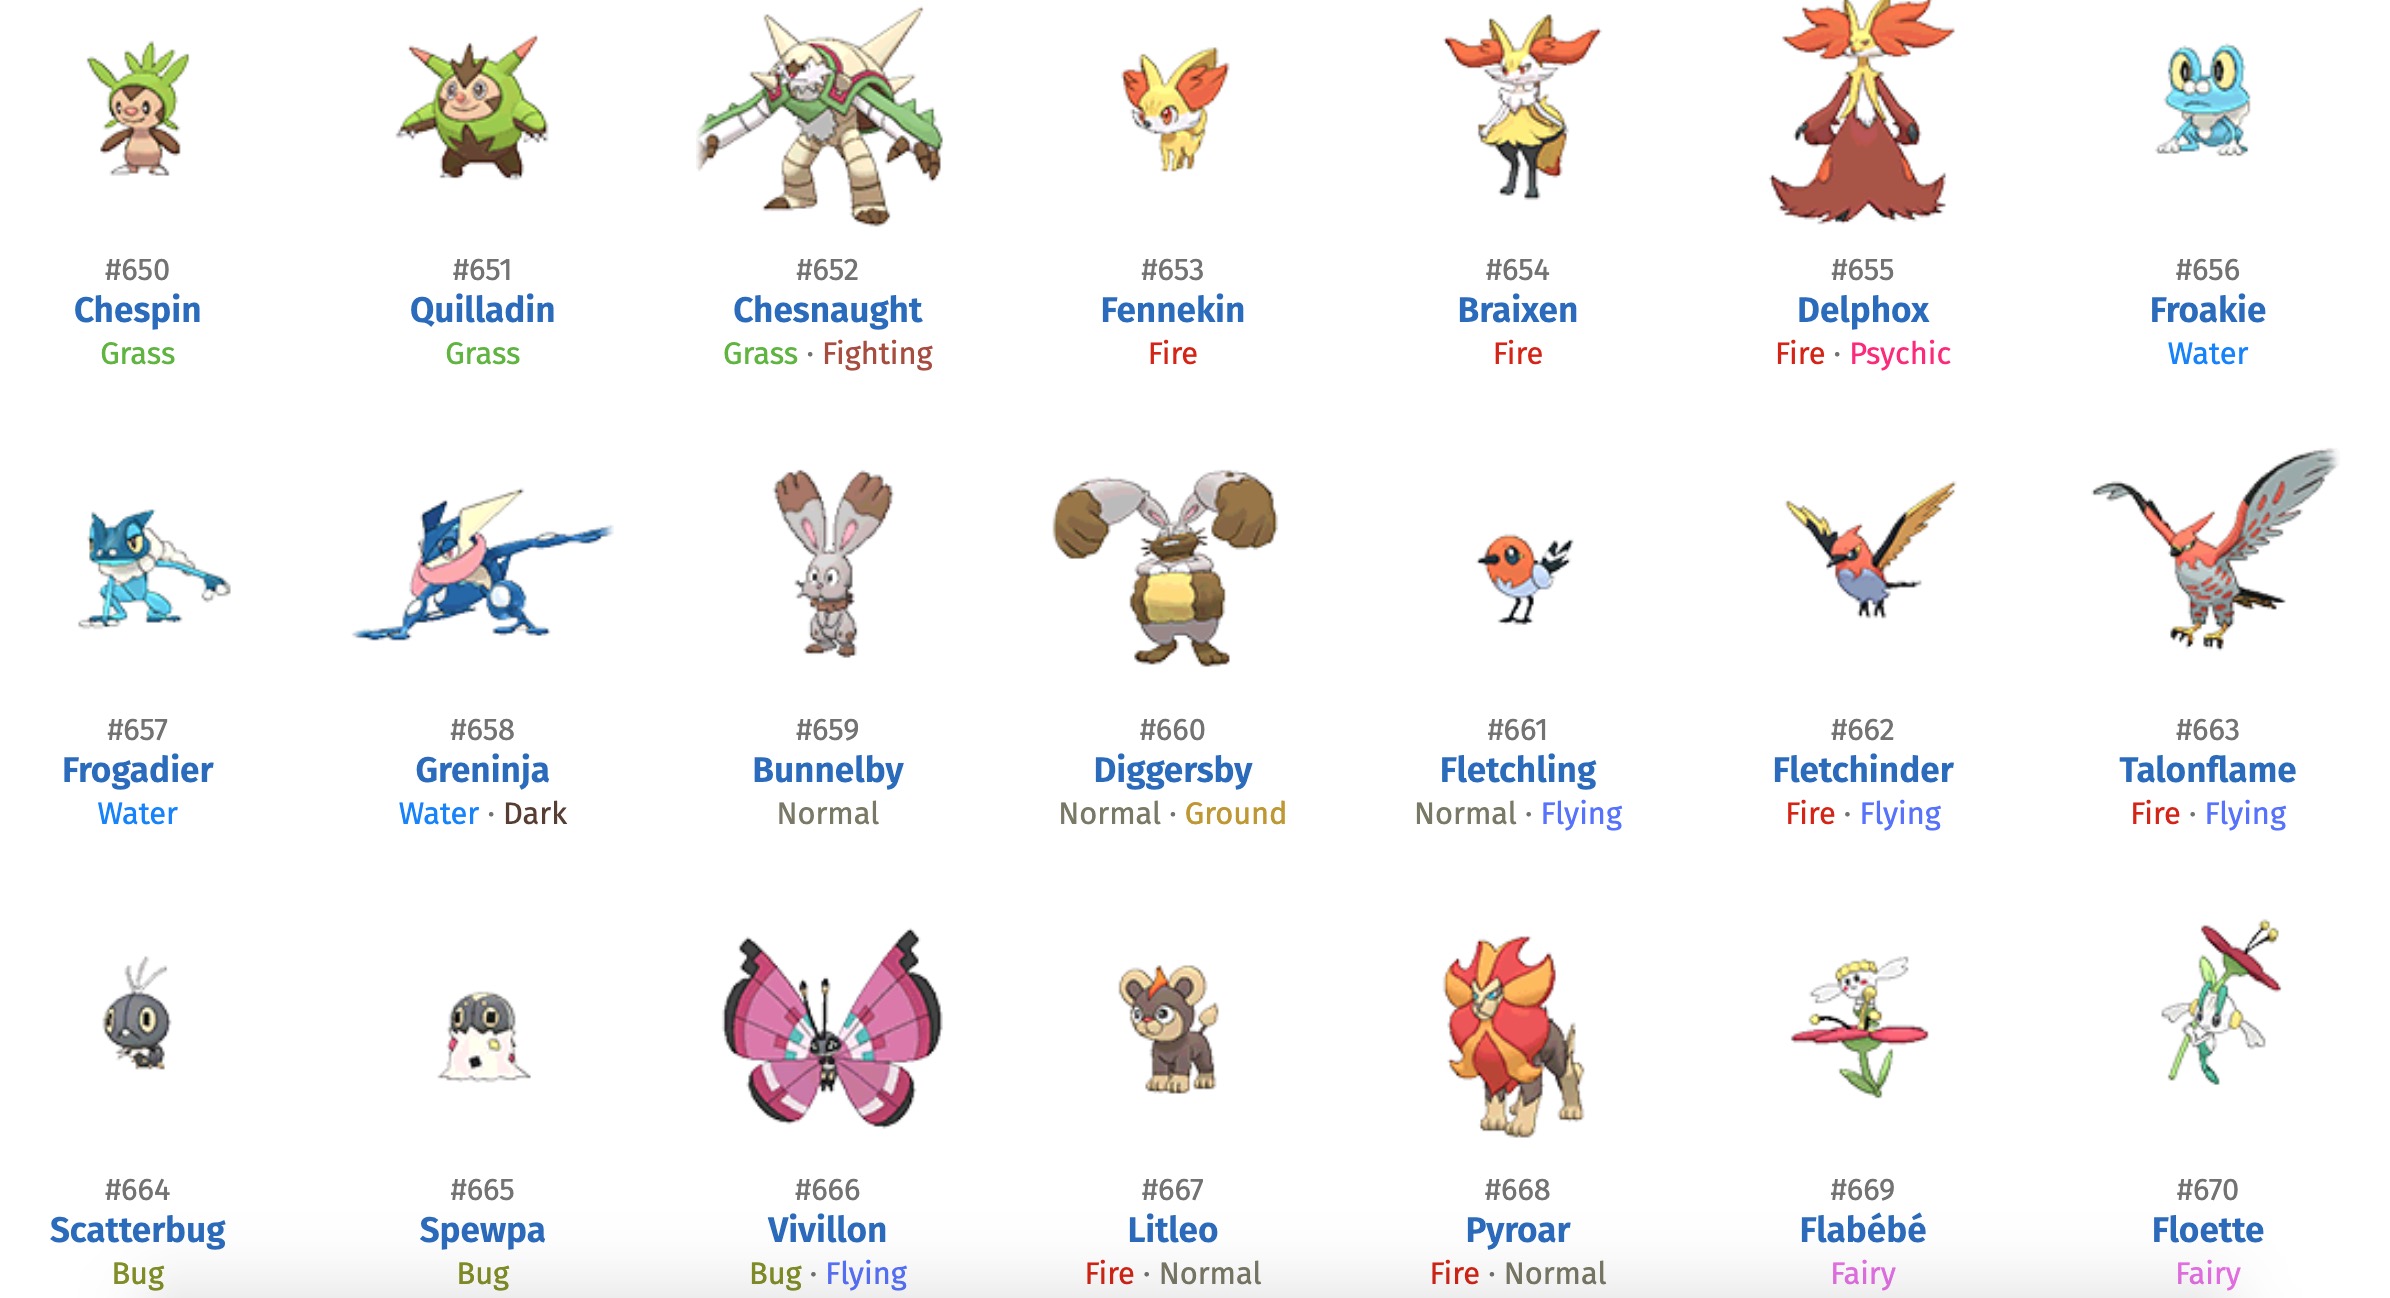 #650 #651 #652 #653 #654 #655 #656
Chespin Quilladin Chesnaught Fennekin Braixen Delphox Froakie
Grass Grass Grass · Fighting Fire Fire Fire · Psychic Water
#657 #658 #659 #660 #661 #662 #663
Frogadier Greninja Bunnelby Diggersby Fletchling Fletchinder Talonflame
Water Water · Dark Normal Normal · Ground Normal · Flying Fire · Flying Fire · Flying
#664 #665 #666 #667 #668 #669 #670
Scatterbug Spewpa Vivillon Litleo Pyroar Flabébé Floette
Bug Bug Bug · Flying Fire · Normal Fire · Normal Fairy Fairy